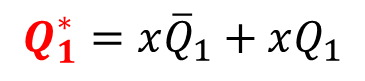 Q₁* = xQ̄₁ + xQ₁